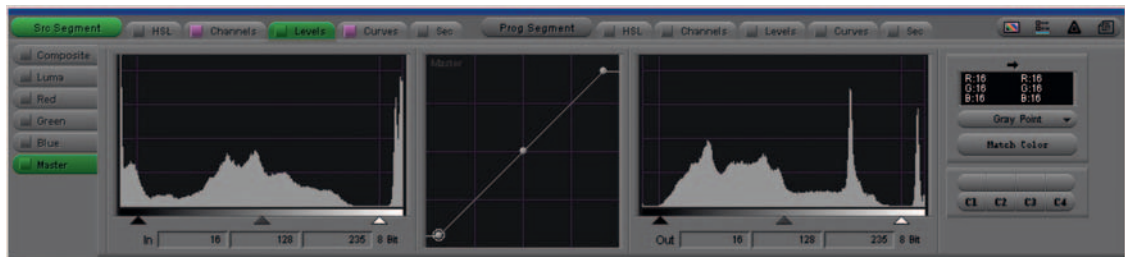 Src Segment HSL Channels Levels Curves Sec Prog Segment HSL Channels Levels Curves Sec
Composite
Luma
Red
Green
Blue
Master
Master
In 16 128 235 8 Bit
Out 16 128 235 8 Bit
R:16 R:16
G:16 G:16
B:16 B:16
Gray Point
Match Color
C1 C2 C3 C4